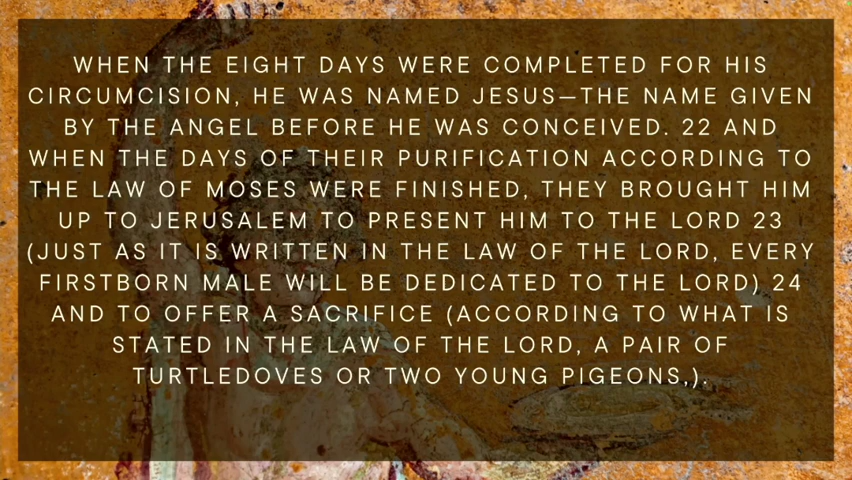 WHEN THE EIGHT DAYS WERE COMPLETED FOR HIS
CIRCUMCISION, HE WAS NAMED JESUS—THE NAME GIVEN
BY THE ANGEL BEFORE HE WAS CONCEIVED. 22 AND
WHEN THE DAYS OF THEIR PURIFICATION ACCORDING TO
THE LAW OF MOSES WERE FINISHED, THEY BROUGHT HIM
UP TO JERUSALEM TO PRESENT HIM TO THE LORD 23
(JUST AS IT IS WRITTEN IN THE LAW OF THE LORD, EVERY
FIRSTBORN MALE WILL BE DEDICATED TO THE LORD) 24
AND TO OFFER A SACRIFICE (ACCORDING TO WHAT IS
STATED IN THE LAW OF THE LORD, A PAIR OF
TURTLEDOVES OR TWO YOUNG PIGEONS,).